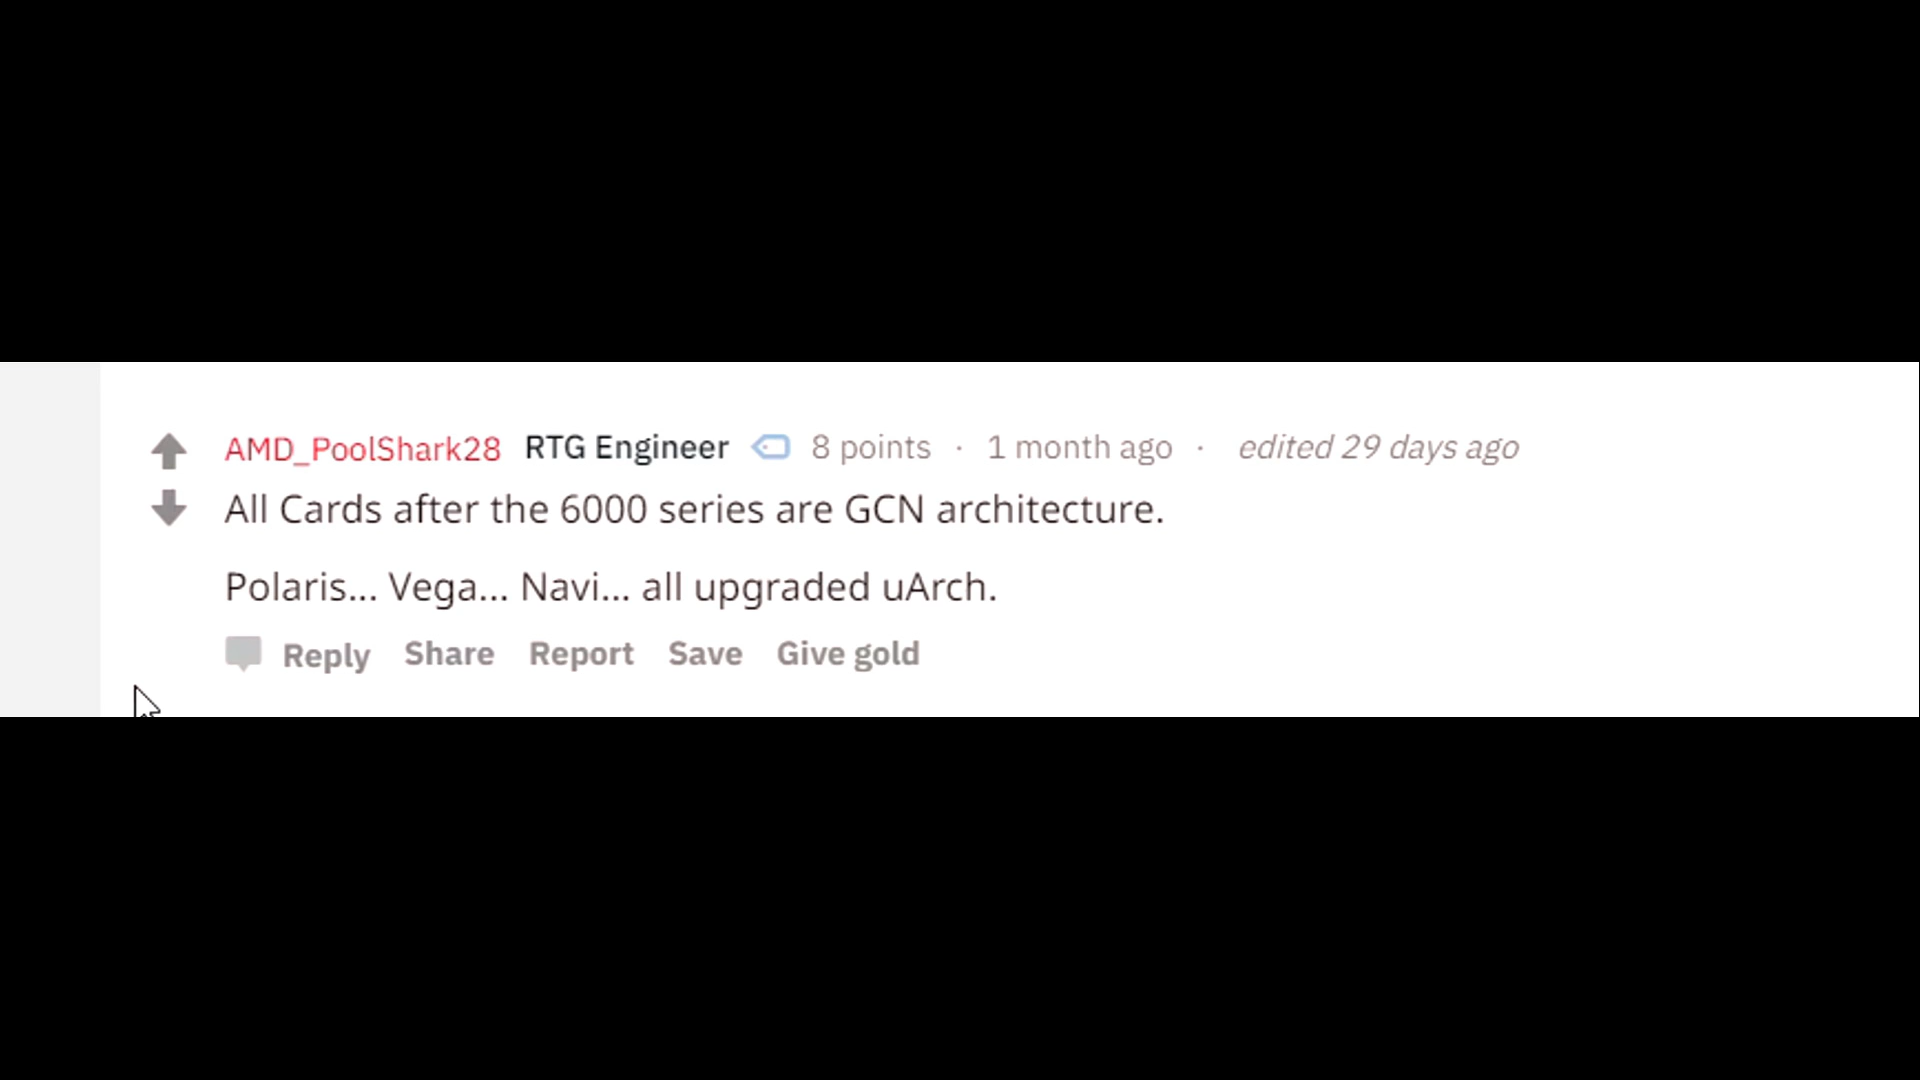 AMD_PoolShark28 RTG Engineer 8 points · 1 month ago · edited 29 days ago
All Cards after the 6000 series are GCN architecture.
Polaris... Vega... Navi... all upgraded uArch.
Reply Share Report Save Give gold